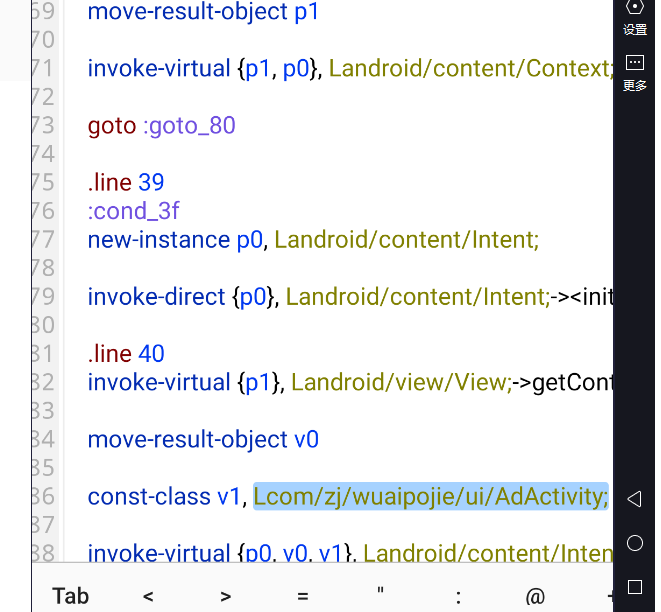 69 move-result-object p1
70
71 invoke-virtual {p1, p0}, Landroid/content/Context;
72
73 goto :goto_80
74
75 .line 39
76 :cond_3f
77 new-instance p0, Landroid/content/Intent;
78
79 invoke-direct {p0}, Landroid/content/Intent;-><init
80
81 .line 40
82 invoke-virtual {p1}, Landroid/view/View;->getCont
83
84 move-result-object v0
85
86 const-class v1, Lcom/zj/wuaipojie/ui/AdActivity;
87
88 invoke-virtual {p0, v0, v1}, Landroid/content/Inten
Tab < > = " : @ +
设置
更多